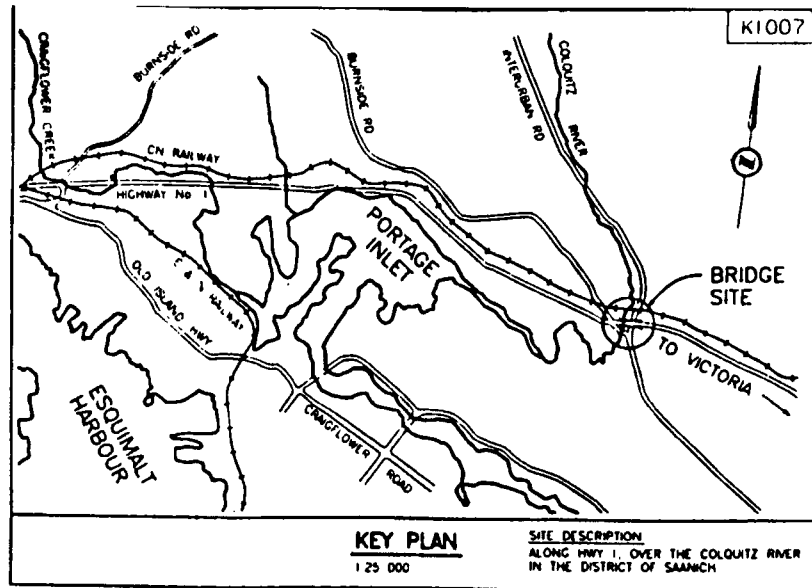 K1007
CRAIGFLOWER CREEK
BURNSIDE RD
BURNSIDE RD
INTERURBAN RD
COLQUITZ RIVER
CN RAILWAY
HIGHWAY No 1
PORTAGE
INLET
BRIDGE
SITE
E & N RAILWAY
OLD ISLAND HWY
TO VICTORIA
ESQUIMALT
HARBOUR
CRAIGFLOWER
ROAD
KEY PLAN
1:25 000
SITE DESCRIPTION
ALONG HWY 1, OVER THE COLQUITZ RIVER
IN THE DISTRICT OF SAANICH